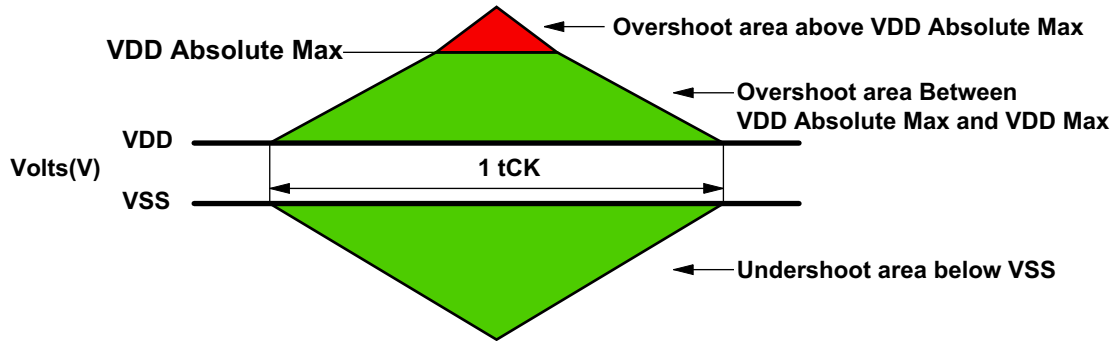 Overshoot area above VDD Absolute Max
VDD Absolute Max
Overshoot area Between
VDD Absolute Max and VDD Max
VDD
Volts(V)
1 tCK
VSS
Undershoot area below VSS